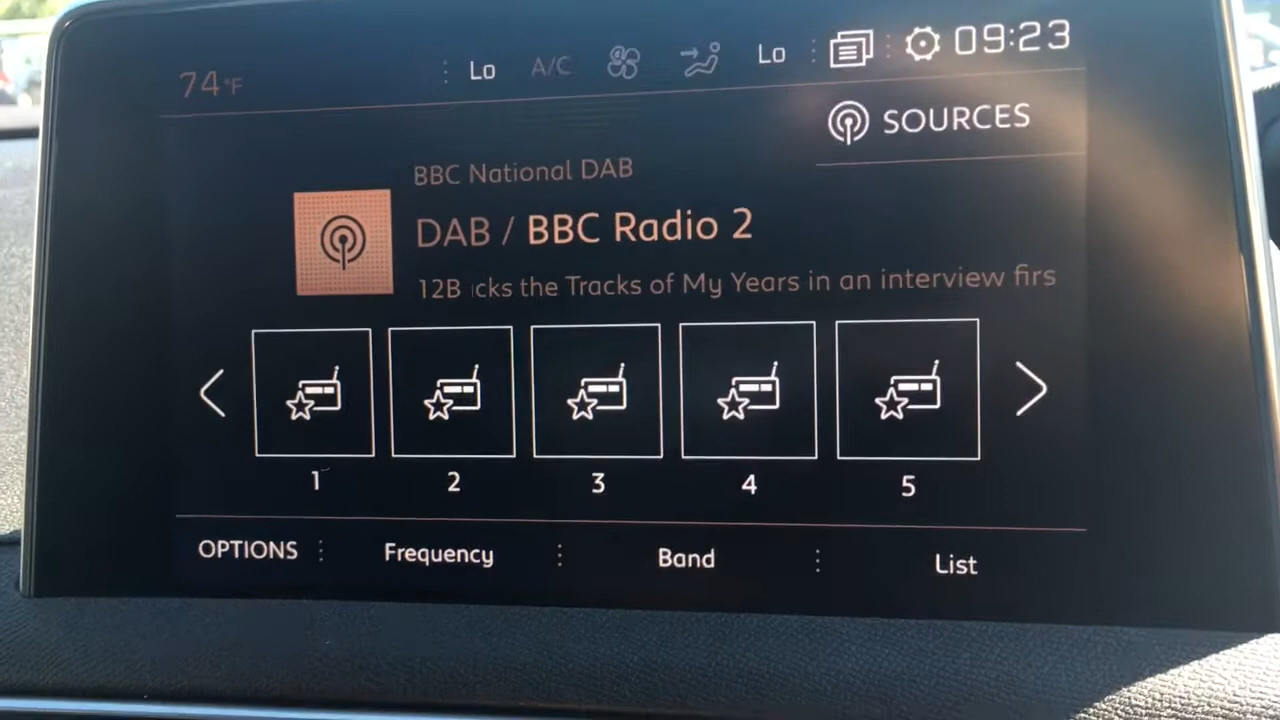 74°F Lo A/C Lo 09:23
SOURCES
BBC National DAB
DAB / BBC Radio 2
12B cks the Tracks of My Years in an interview firs
1 2 3 4 5
OPTIONS Frequency Band List